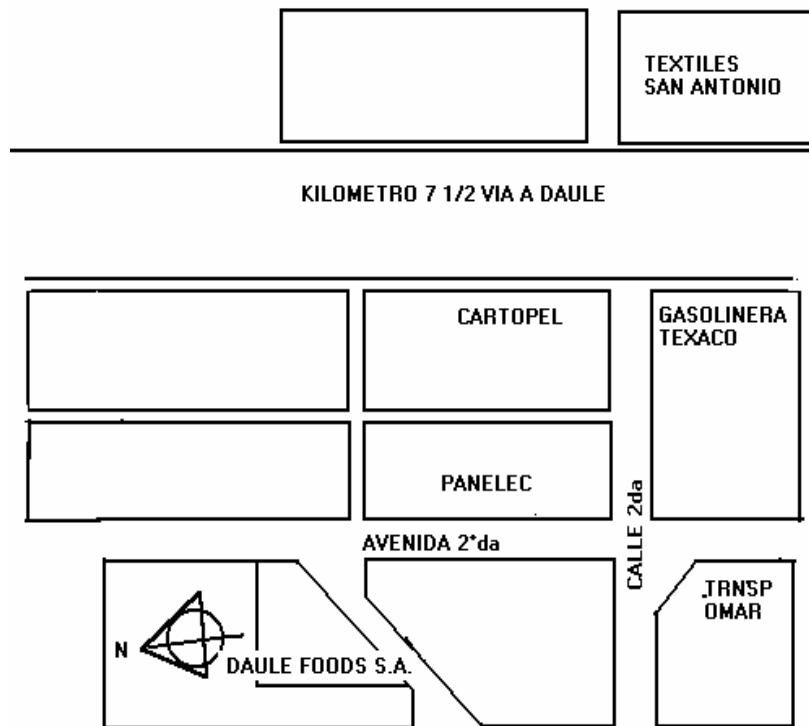 TEXTILES
SAN ANTONIO
KILOMETRO 7 1/2 VIA A DAULE
CARTOPEL
GASOLINERA
TEXACO
PANELEC
CALLE 2da
AVENIDA 2*da
TRNSP
OMAR
N
DAULE FOODS S.A.